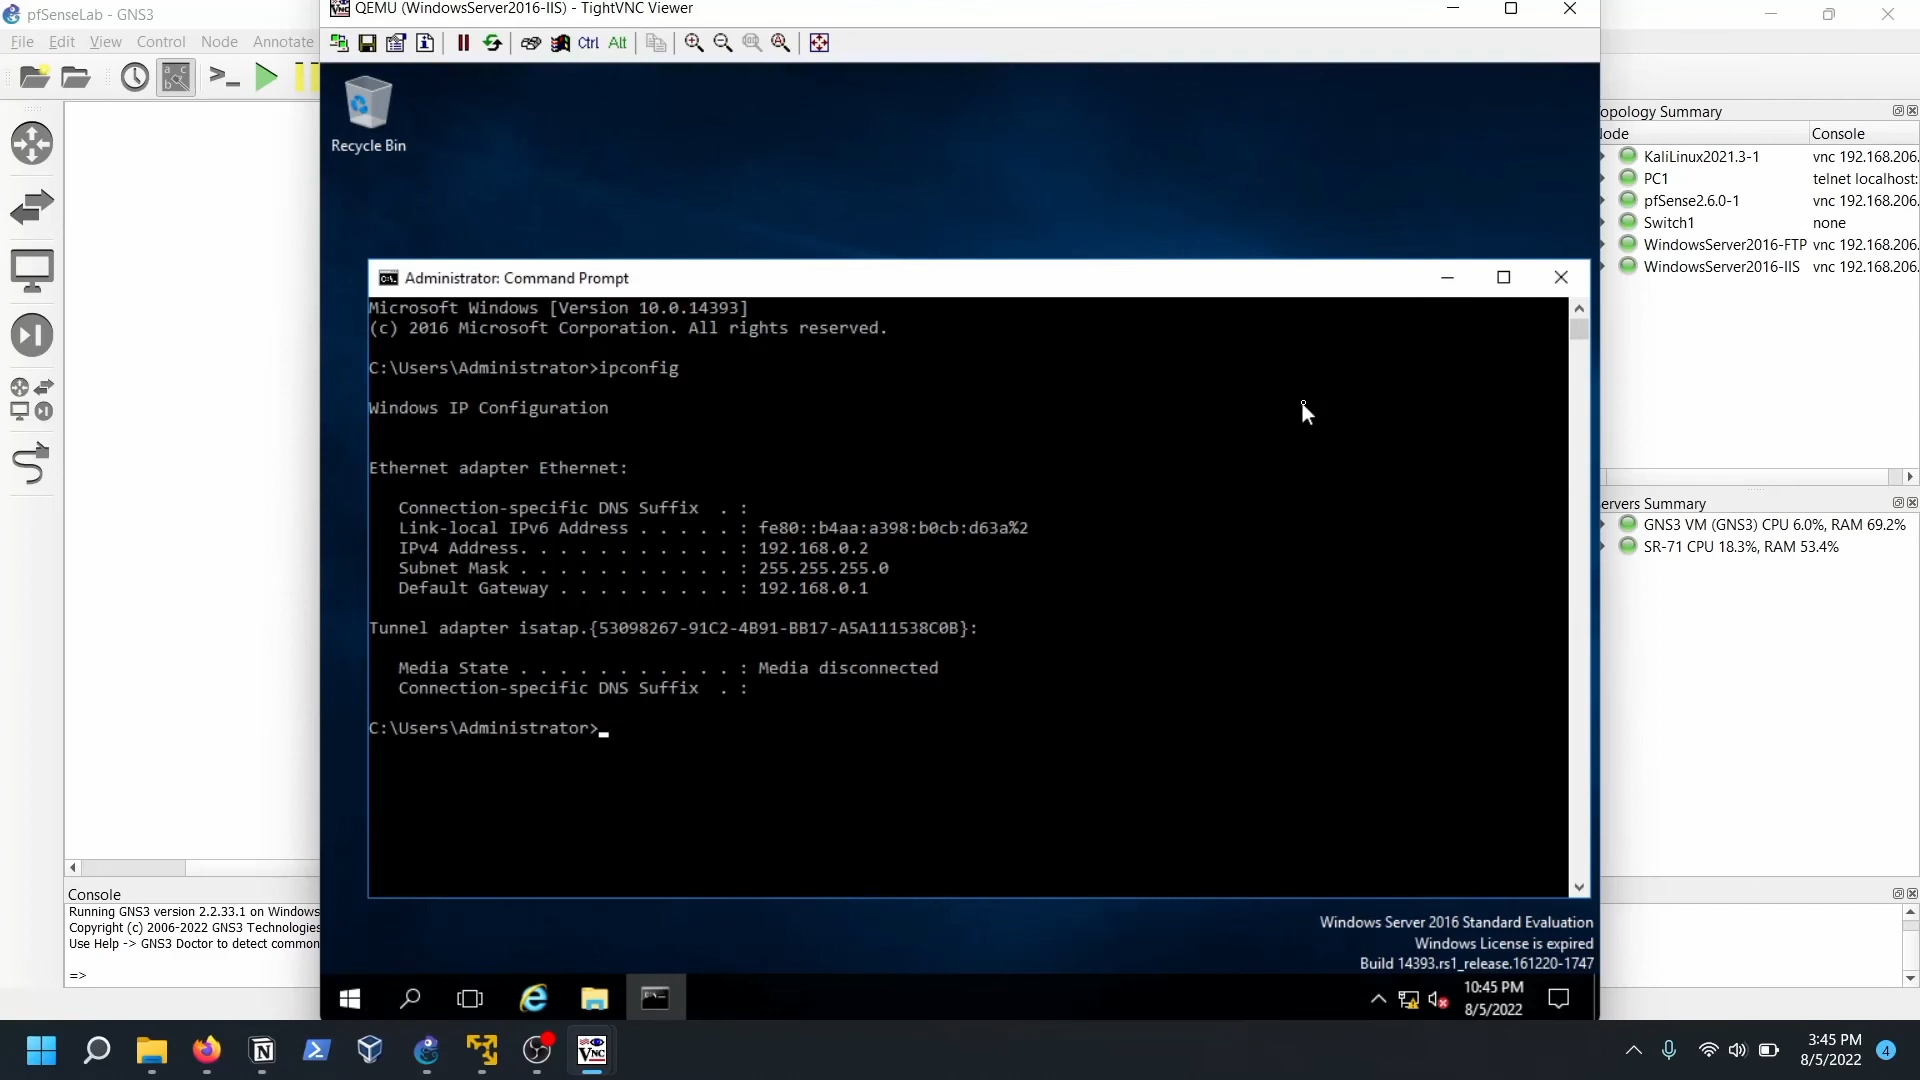 pfSenseLab - GNS3
File Edit View Control Node Annotate
QEMU (WindowsServer2016-IIS) - TightVNC Viewer
Ctrl Alt
Recycle Bin
Administrator: Command Prompt
Microsoft Windows [Version 10.0.14393]
(c) 2016 Microsoft Corporation. All rights reserved.
C:\Users\Administrator>ipconfig
Windows IP Configuration
Ethernet adapter Ethernet:
Connection-specific DNS Suffix . :
Link-local IPv6 Address . . . . . : fe80::b4aa:a398:b0cb:d63a%2
IPv4 Address. . . . . . . . . . . : 192.168.0.2
Subnet Mask . . . . . . . . . . . : 255.255.255.0
Default Gateway . . . . . . . . . : 192.168.0.1
Tunnel adapter isatap.{53098267-91C2-4B91-BB17-A5A111538C0B}:
Media State . . . . . . . . . . . : Media disconnected
Connection-specific DNS Suffix . :
C:\Users\Administrator>_
Windows Server 2016 Standard Evaluation
Windows License is expired
Build 14393.rs1_release.161220-1747
10:45 PM
8/5/2022
opology Summary
ode Console
KaliLinux2021.3-1 vnc 192.168.206.
PC1 telnet localhost:
pfSense2.6.0-1 vnc 192.168.206.
Switch1 none
WindowsServer2016-FTP vnc 192.168.206.
WindowsServer2016-IIS vnc 192.168.206.
ervers Summary
GNS3 VM (GNS3) CPU 6.0%, RAM 69.2%
SR-71 CPU 18.3%, RAM 53.4%
Console
Running GNS3 version 2.2.33.1 on Windows
Copyright (c) 2006-2022 GNS3 Technologies
Use Help -> GNS3 Doctor to detect common
=>
3:45 PM
8/5/2022
4